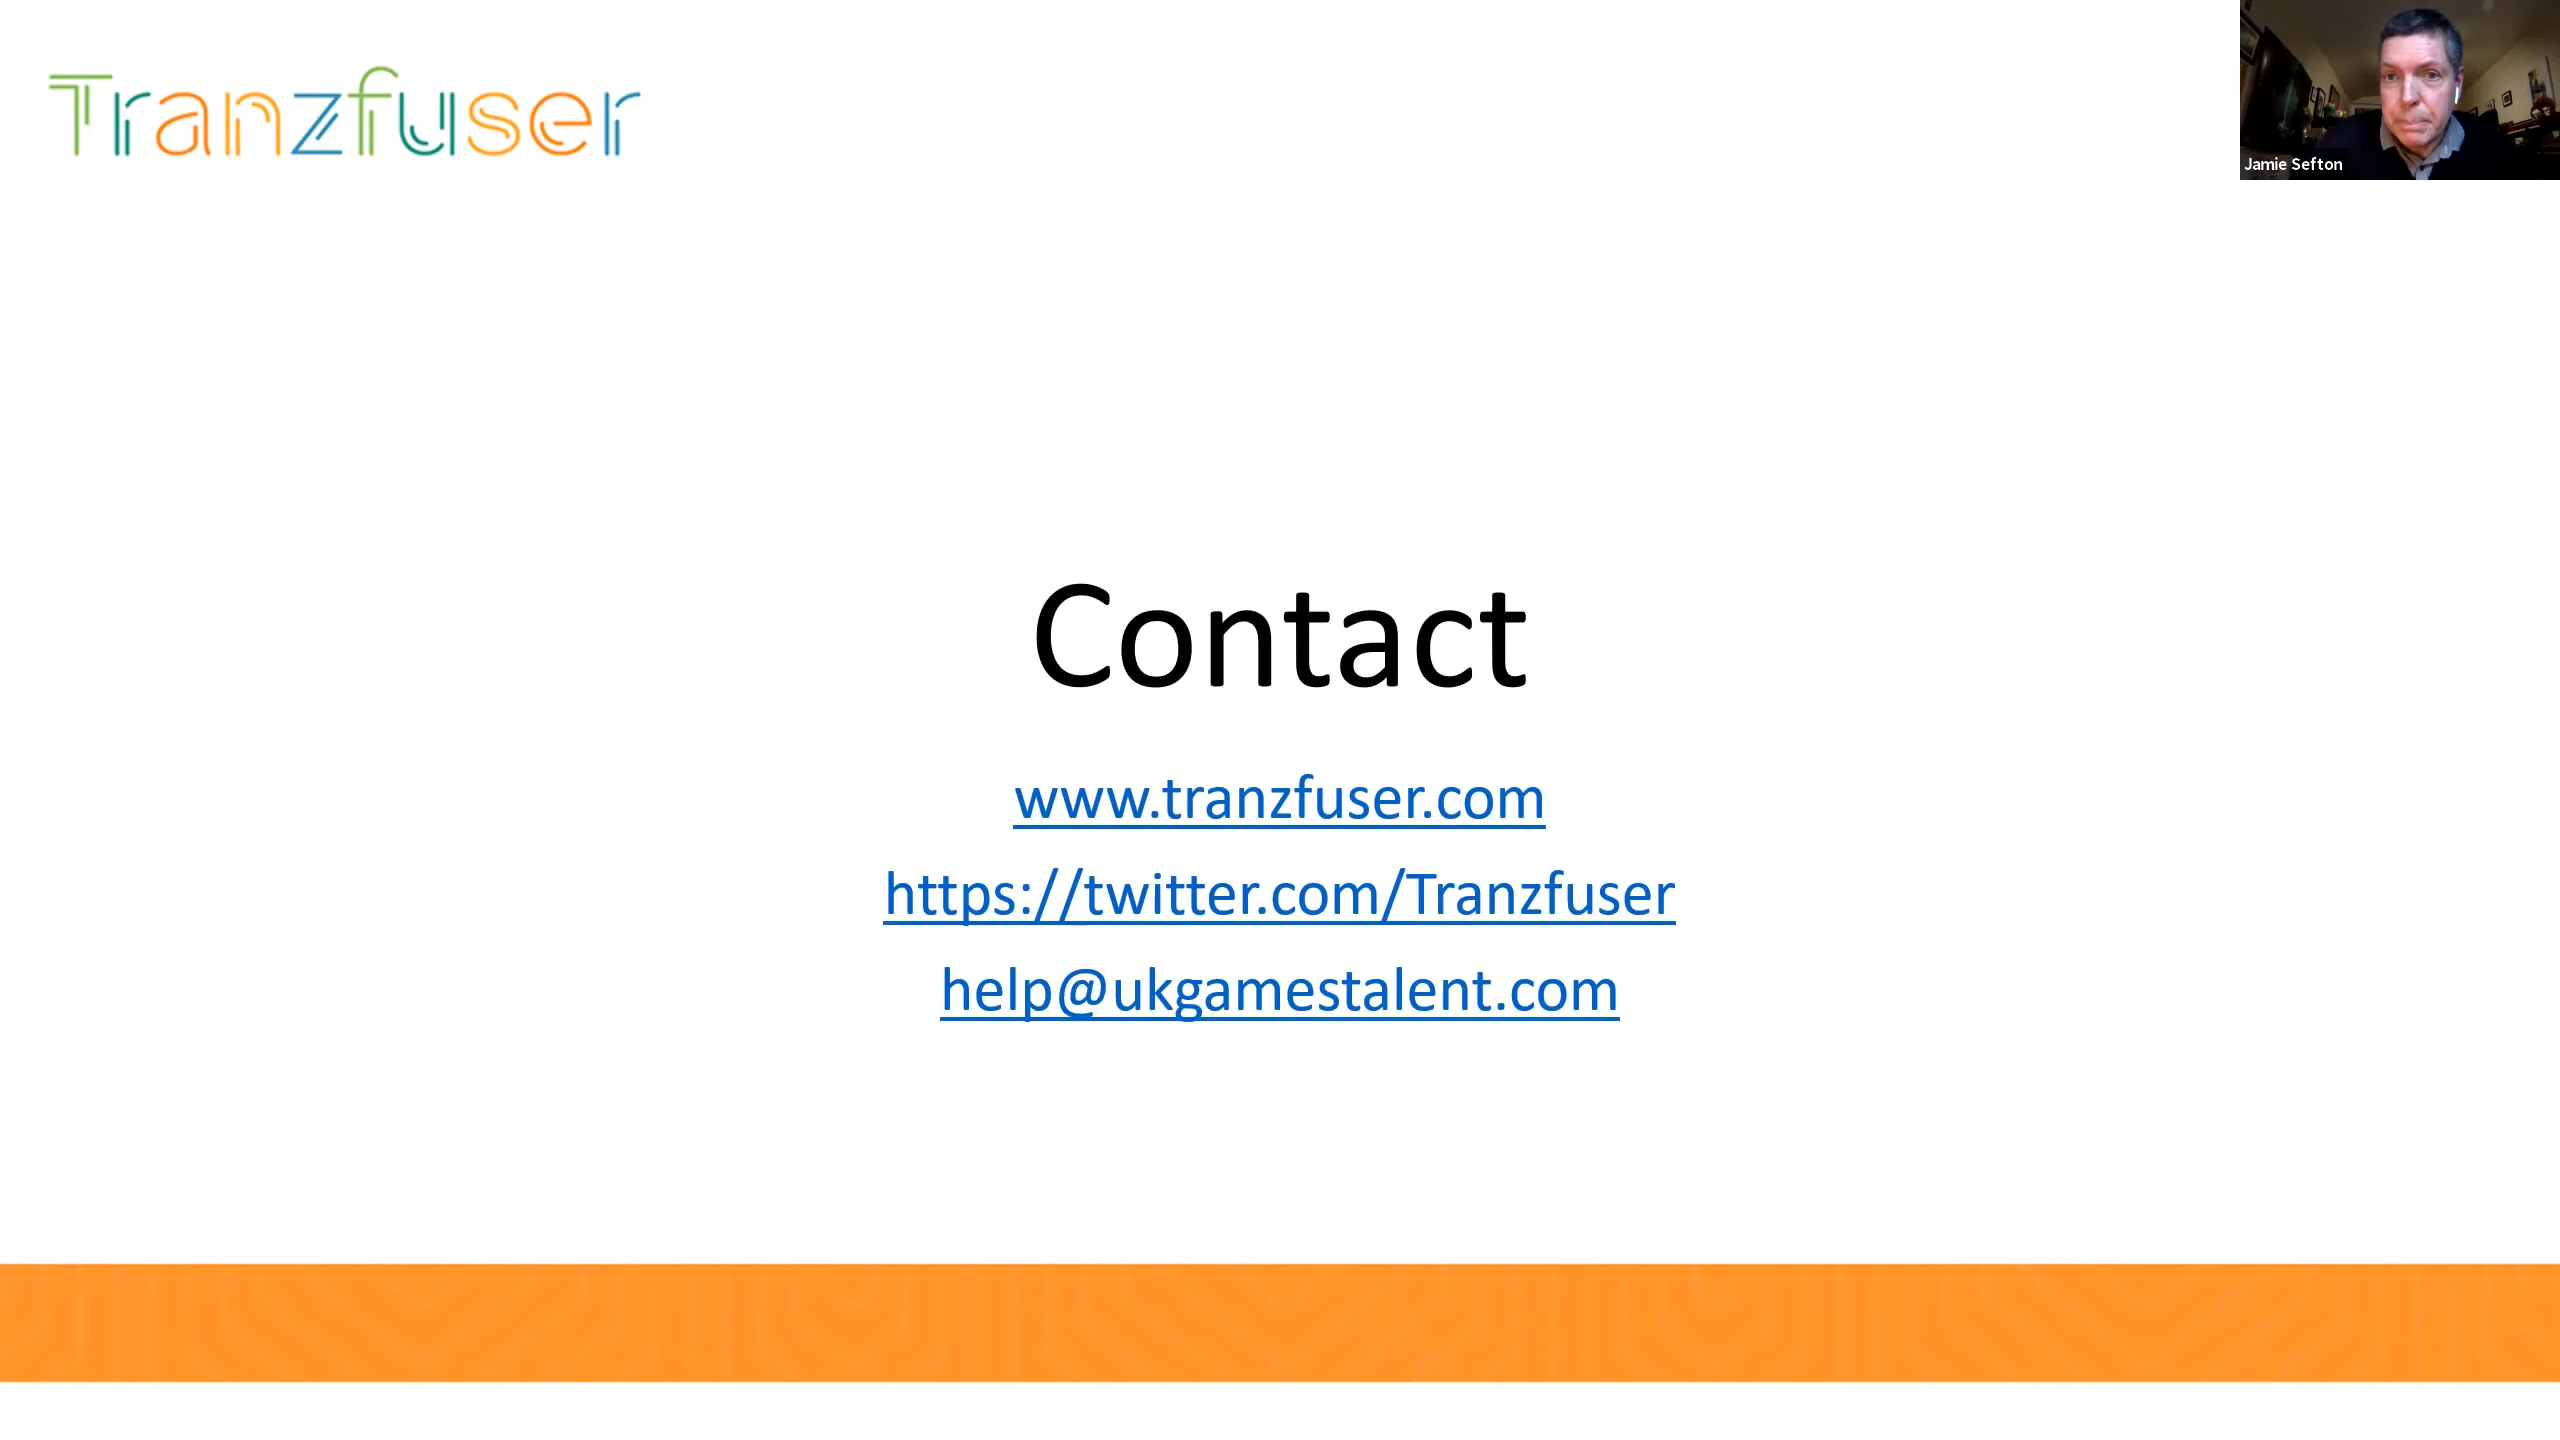 Tranzfuser
Jamie Sefton
Contact
www.tranzfuser.com
https://twitter.com/Tranzfuser
help@ukgamestalent.com